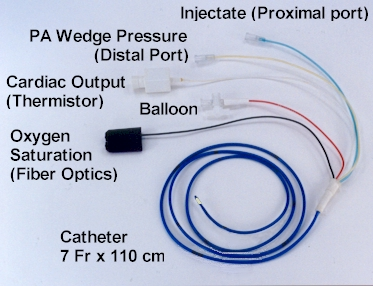 Injectate (Proximal port)
PA Wedge Pressure
(Distal Port)
Cardiac Output
(Thermistor)
Balloon
Oxygen
Saturation
(Fiber Optics)
Catheter
7 Fr x 110 cm